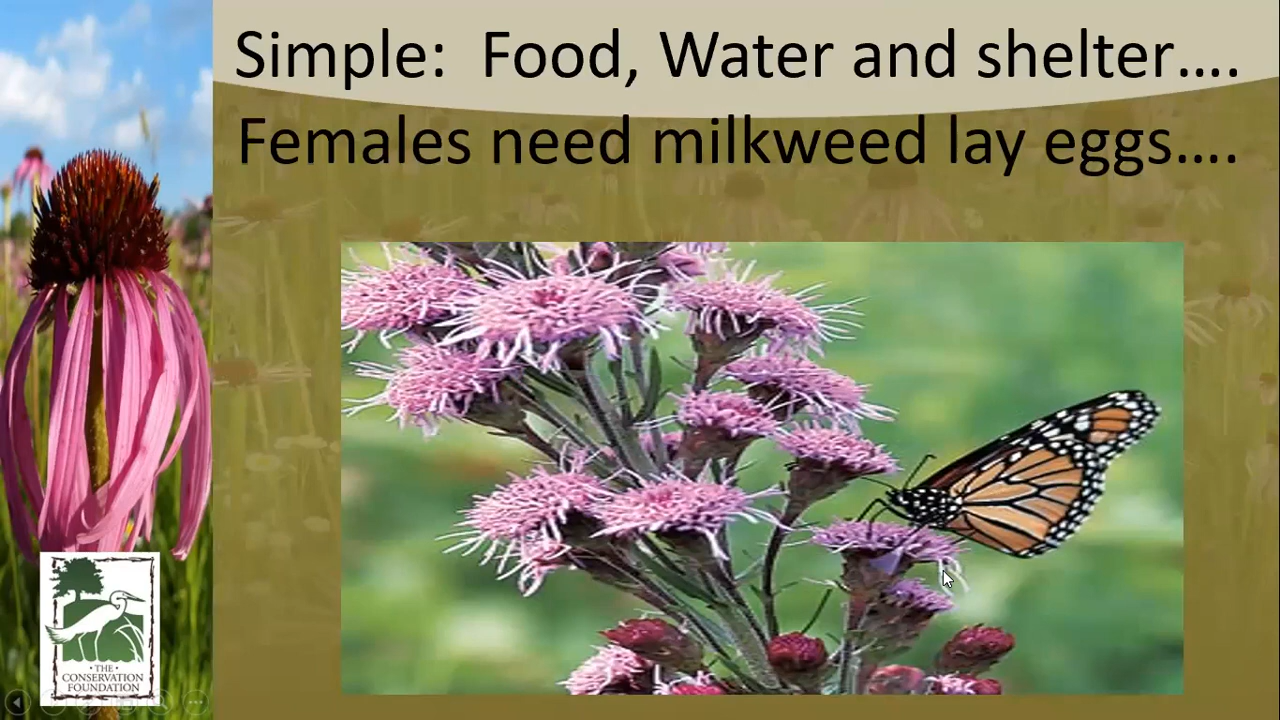 Simple:  Food, Water and shelter....
Females need milkweed lay eggs....
· THE ·
CONSERVATION
FOUNDATION